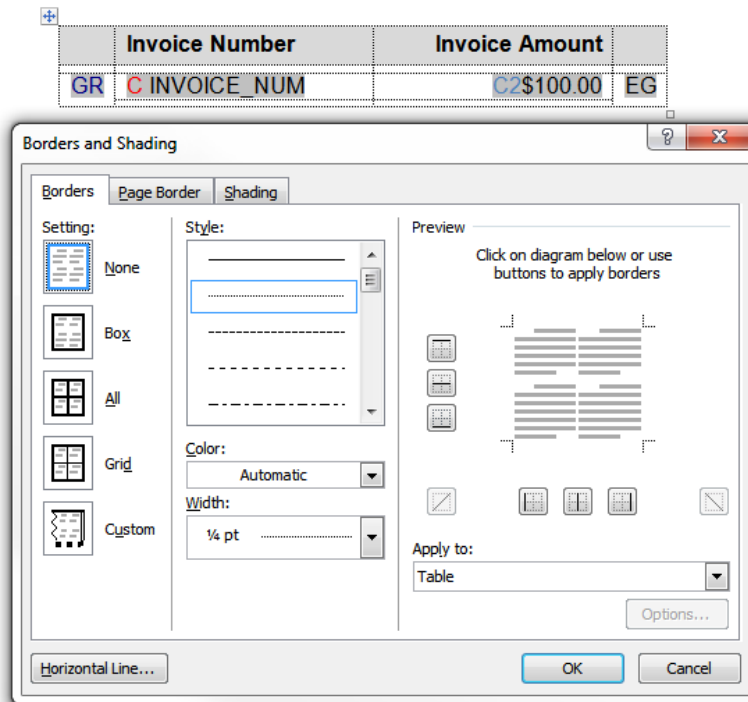 Invoice Number Invoice Amount
GR C INVOICE_NUM C2$100.00 EG
Borders and Shading
?
Borders Page Border Shading
Setting:
None
Box
All
Grid
Custom
Style:
Color:
Automatic
Width:
¼ pt
Preview
Click on diagram below or use
buttons to apply borders
Apply to:
Table
Options...
Horizontal Line... OK Cancel